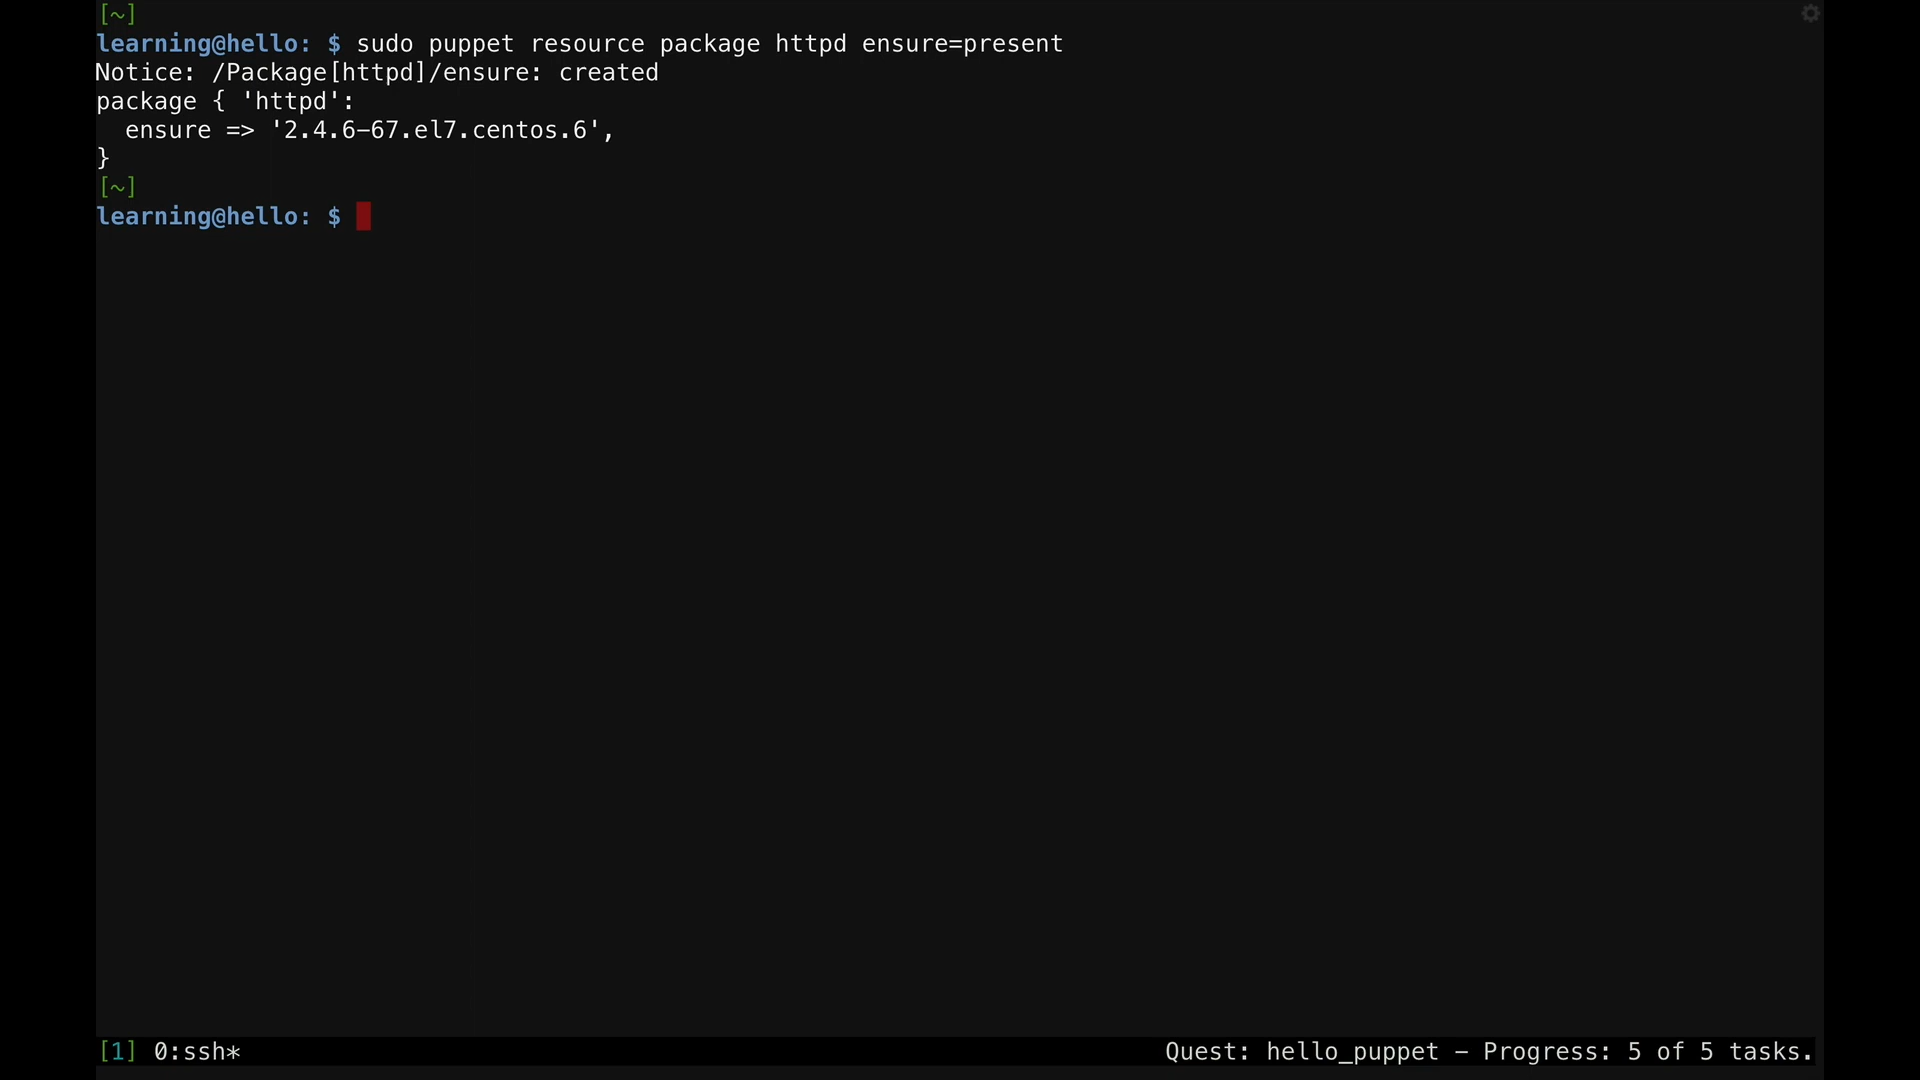 [~]
learning@hello: $ sudo puppet resource package httpd ensure=present
Notice: /Package[httpd]/ensure: created
package { 'httpd':
  ensure => '2.4.6-67.el7.centos.6',
}
[~]
learning@hello: $
[1] 0:ssh* Quest: hello_puppet - Progress: 5 of 5 tasks.